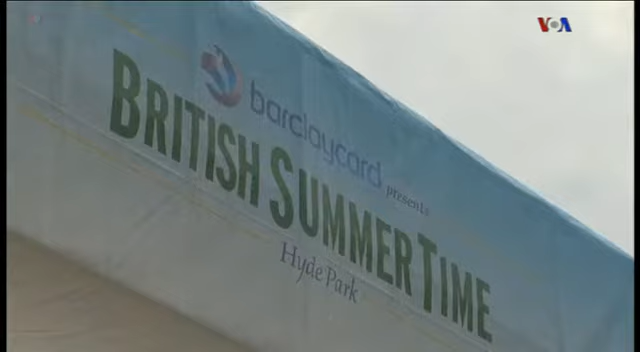 VOA
barclaycard presents
BRITISH SUMMER TIME
Hyde Park